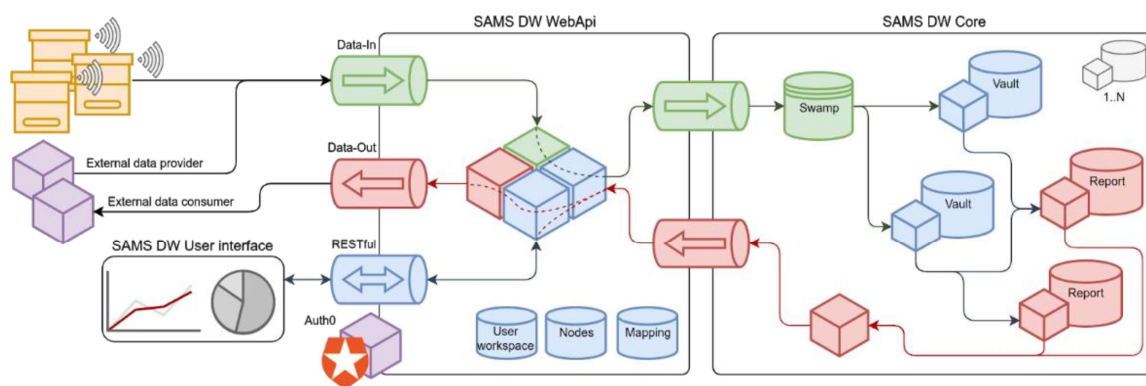 SAMS DW WebApi
SAMS DW Core
Data-In
Swamp
Vault
1..N
External data provider
Data-Out
External data consumer
Vault
Report
SAMS DW User interface
RESTful
Auth0
User
workspace
Nodes
Mapping
Report